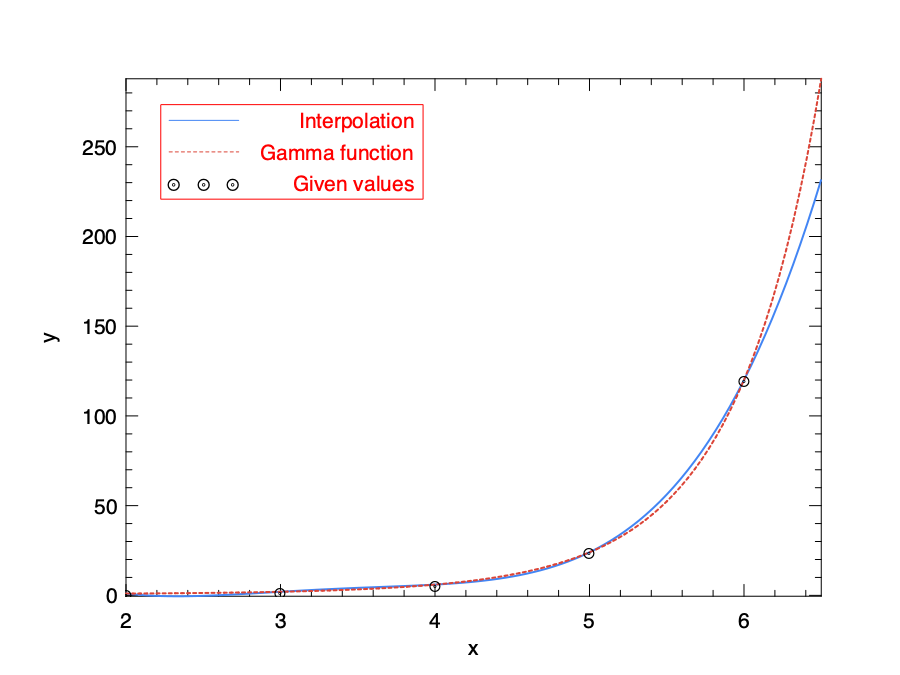 Interpolation
Gamma function
Given values
250
200
150
100
50
0
y
2 3 4 5 6
x